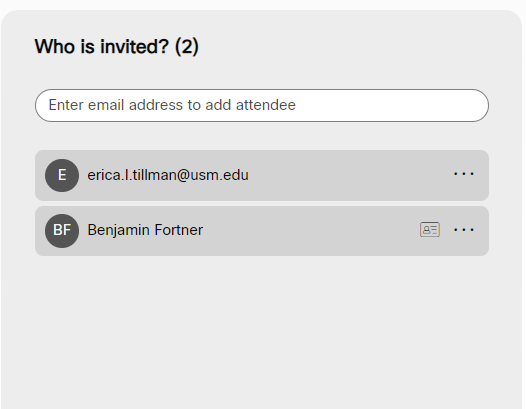 Who is invited? (2)
Enter email address to add attendee
E erica.l.tillman@usm.edu ...
BF Benjamin Fortner ...